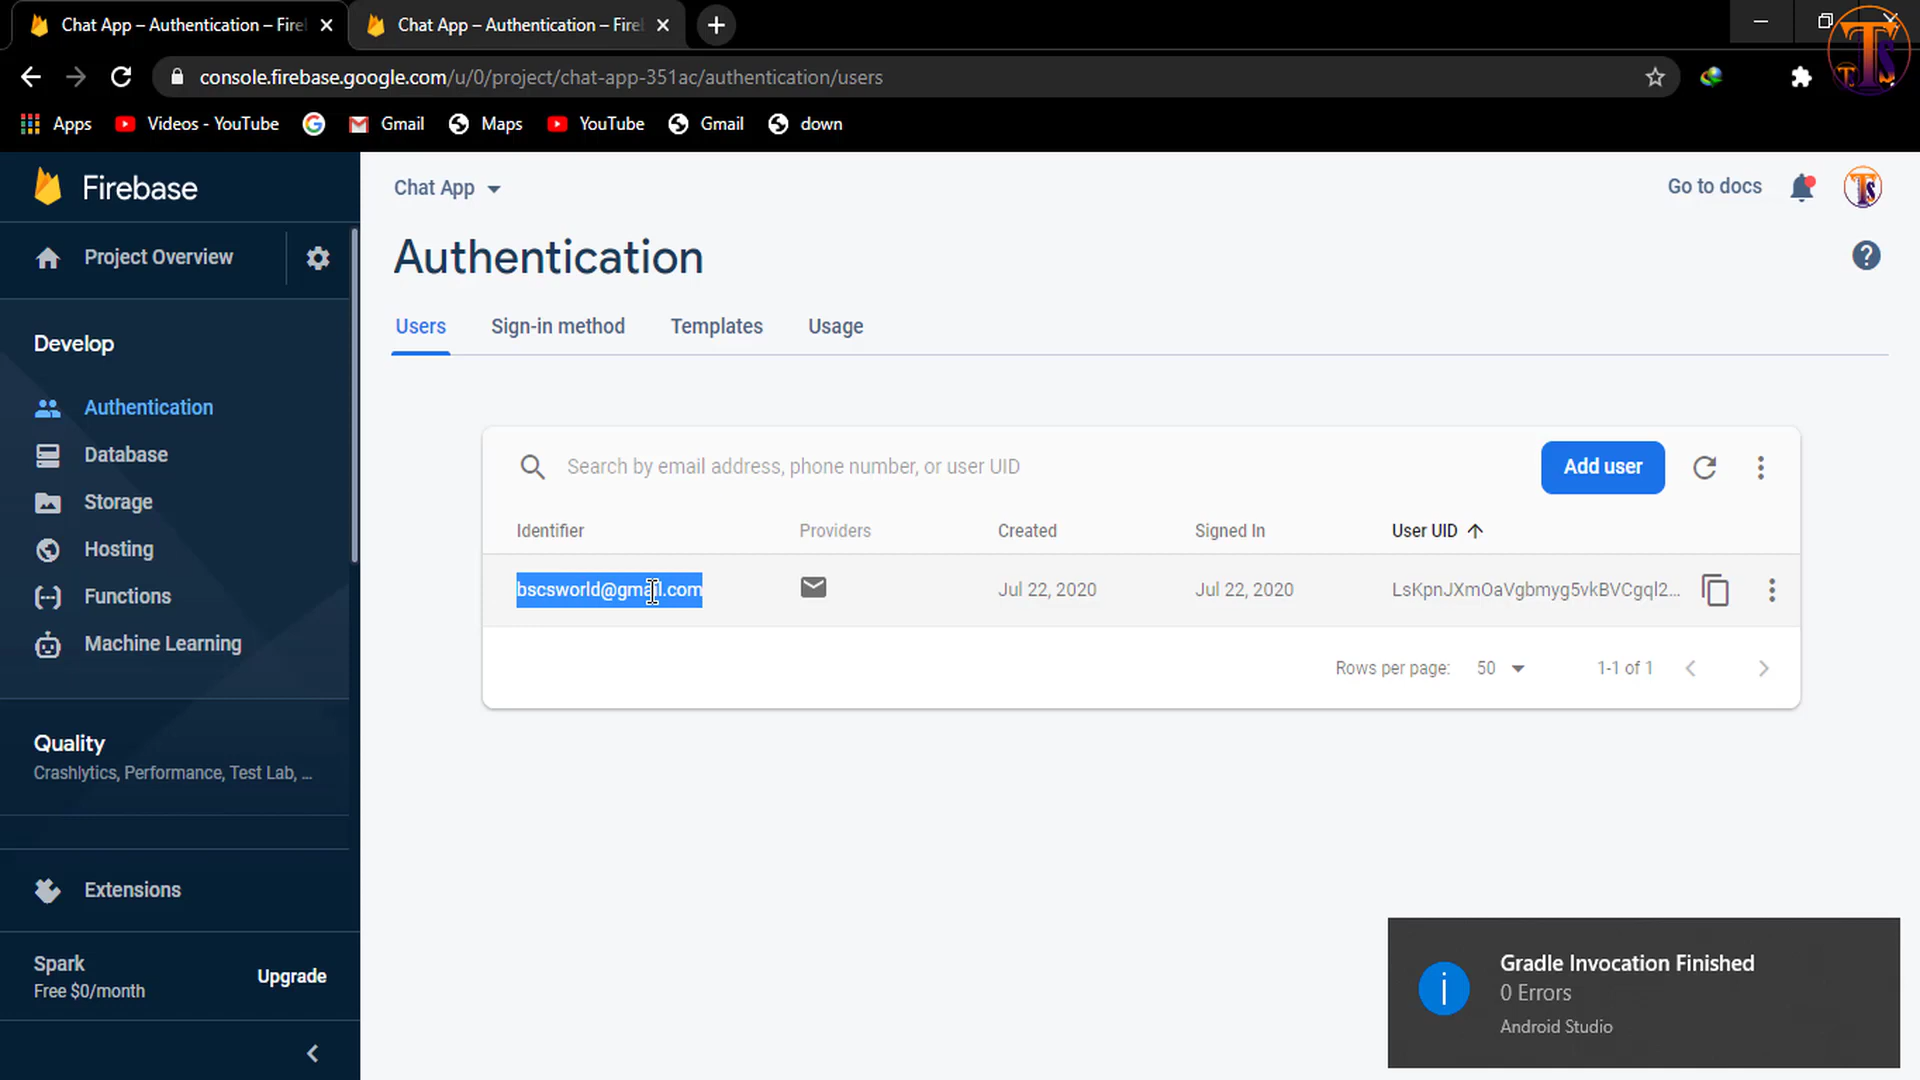 Chat App – Authentication – Fire
Chat App – Authentication – Fire
console.firebase.google.com/u/0/project/chat-app-351ac/authentication/users
Apps
Videos - YouTube
Gmail
Maps
YouTube
Gmail
down
TTS
Firebase
Chat App
Go to docs
Project Overview
Authentication
Users
Sign-in method
Templates
Usage
Develop
Authentication
Database
Storage
Hosting
Functions
Machine Learning
Search by email address, phone number, or user UID
Add user
Identifier
Providers
Created
Signed In
User UID
bscsworld@gmail.com
Jul 22, 2020
Jul 22, 2020
LsKpnJXmOaVgbmyg5vkBVCgql2...
Rows per page:
50
1-1 of 1
Quality
Crashlytics, Performance, Test Lab, ...
Extensions
Spark
Free $0/month
Upgrade
Gradle Invocation Finished
0 Errors
Android Studio